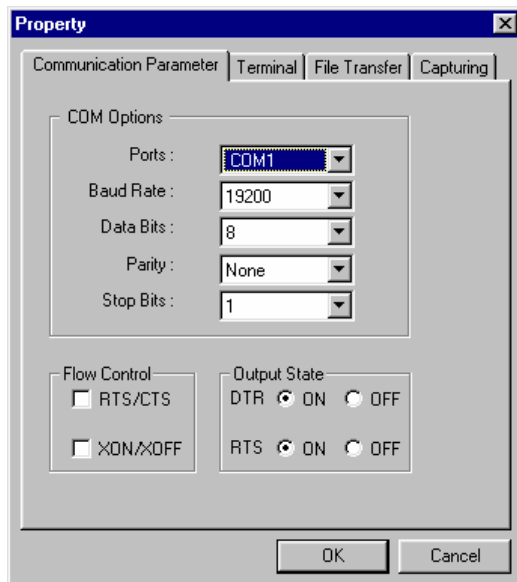 Property
Communication Parameter Terminal File Transfer Capturing
COM Options
Ports : COM1
Baud Rate : 19200
Data Bits : 8
Parity : None
Stop Bits : 1
Flow Control
RTS/CTS
XON/XOFF
Output State
DTR ON OFF
RTS ON OFF
OK Cancel